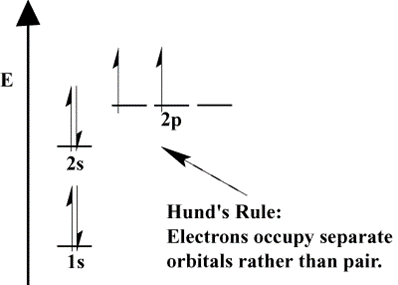 E
2p
2s
1s
Hund's Rule:
Electrons occupy separate
orbitals rather than pair.